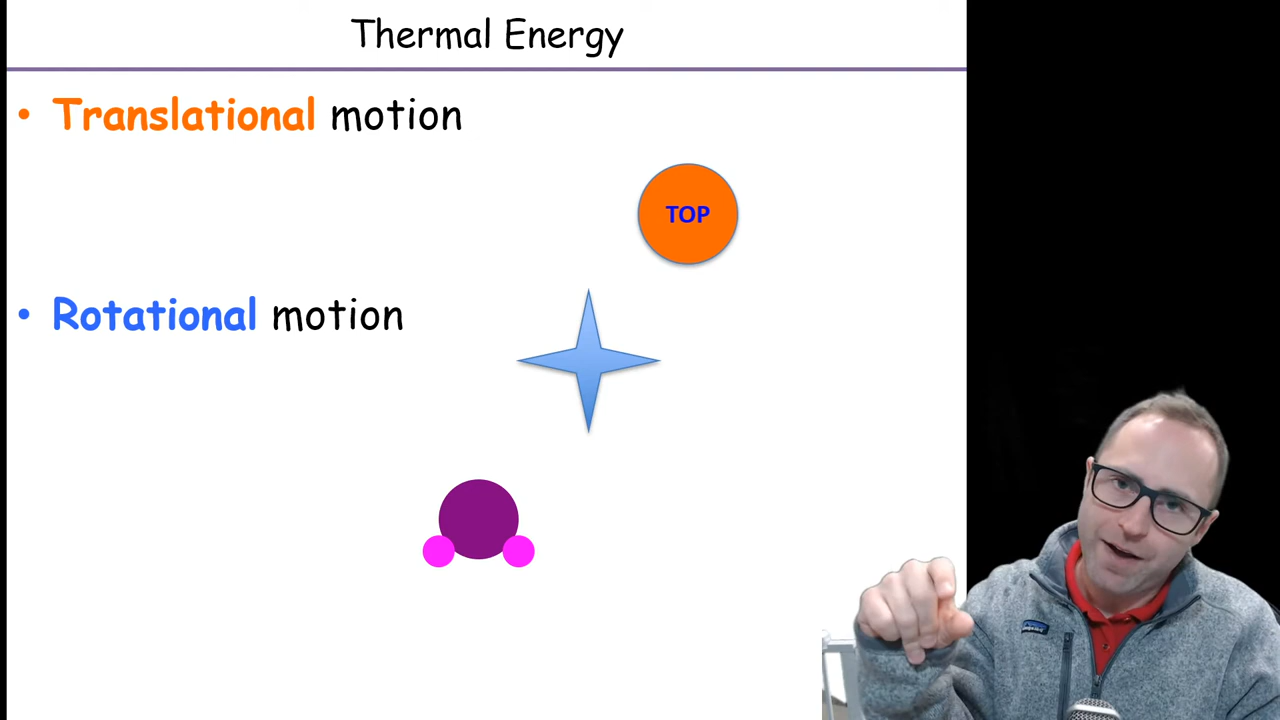 Thermal Energy
• Translational motion
TOP
• Rotational motion